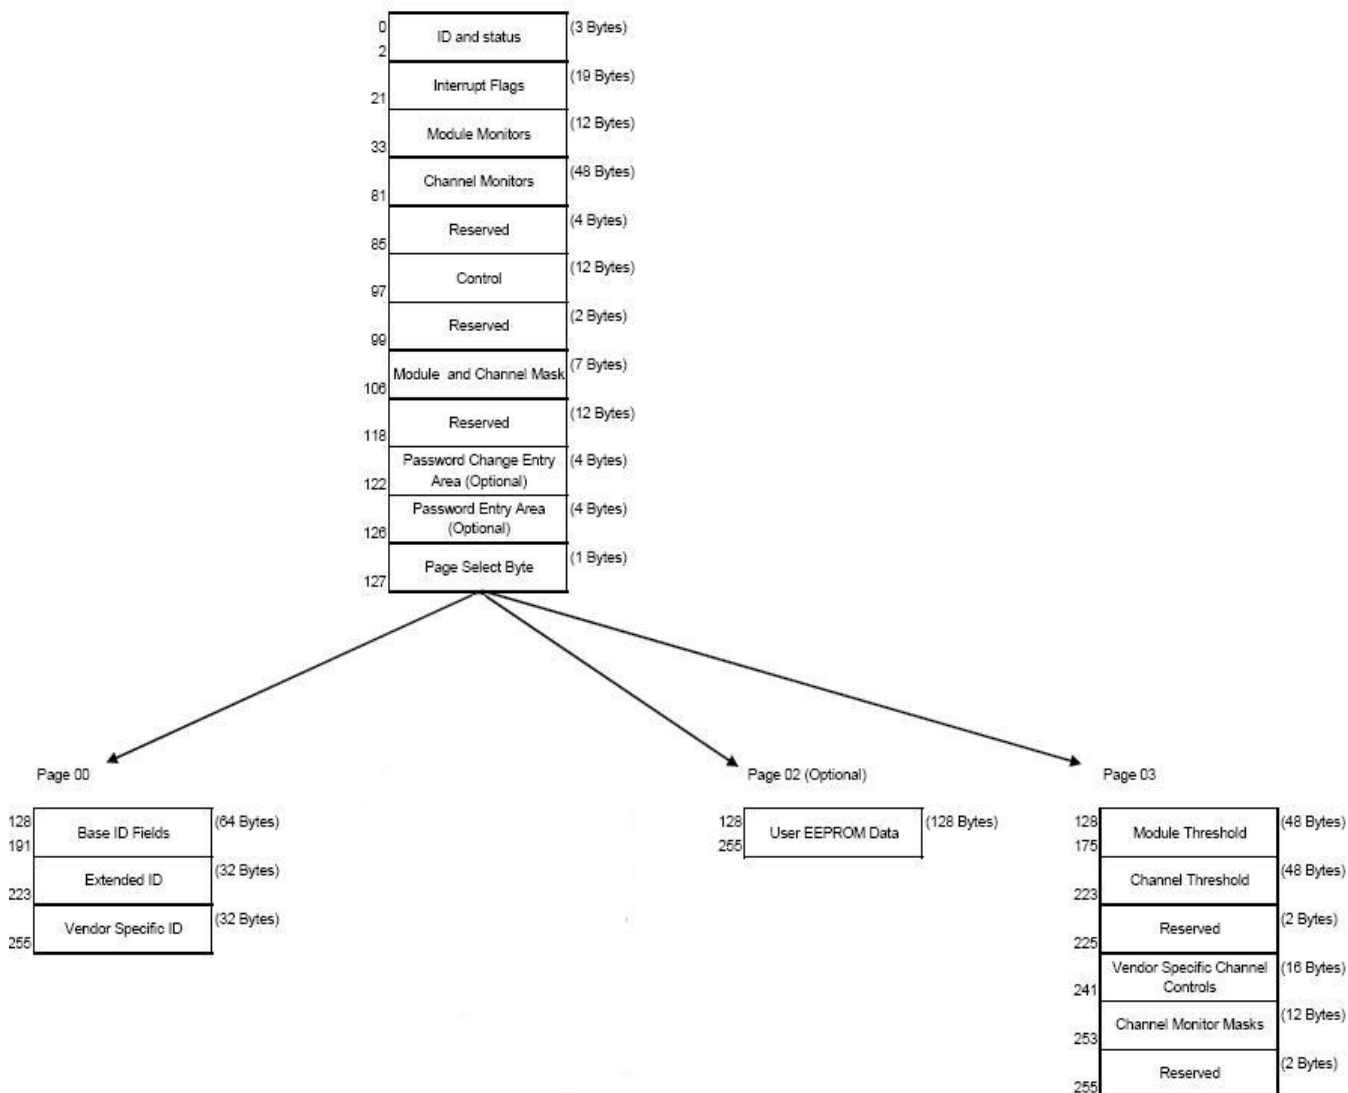 0
ID and status
(3 Bytes)
2
Interrupt Flags
(19 Bytes)
21
Module Monitors
(12 Bytes)
33
Channel Monitors
(48 Bytes)
81
Reserved
(4 Bytes)
85
Control
(12 Bytes)
97
Reserved
(2 Bytes)
99
Module and Channel Mask
(7 Bytes)
106
Reserved
(12 Bytes)
118
Password Change Entry
Area (Optional)
(4 Bytes)
122
Password Entry Area
(Optional)
(4 Bytes)
126
Page Select Byte
(1 Bytes)
127
Page 00
128
Base ID Fields
(64 Bytes)
191
Extended ID
(32 Bytes)
223
Vendor Specific ID
(32 Bytes)
255
Page 02 (Optional)
128
User EEPROM Data
(128 Bytes)
255
Page 03
128
Module Threshold
(48 Bytes)
175
Channel Threshold
(48 Bytes)
223
Reserved
(2 Bytes)
225
Vendor Specific Channel
Controls
(16 Bytes)
241
Channel Monitor Masks
(12 Bytes)
253
Reserved
(2 Bytes)
255